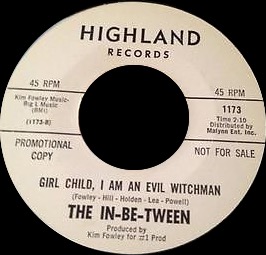 HIGHLAND
RECORDS
45 RPM
45 RPM
Kim Fowley Music-
Big L Music
(BMI)
(1173-B)
1173
Time 2:10
Distributed by
Malynn Ent. Inc.
PROMOTIONAL
COPY
NOT FOR SALE
GIRL CHILD, I AM AN EVIL WITCHMAN
(Fowley - Hill - Holden - Lea - Powell)
THE IN-BE-TWEEN
Produced by
Kim Fowley for #1 Prod